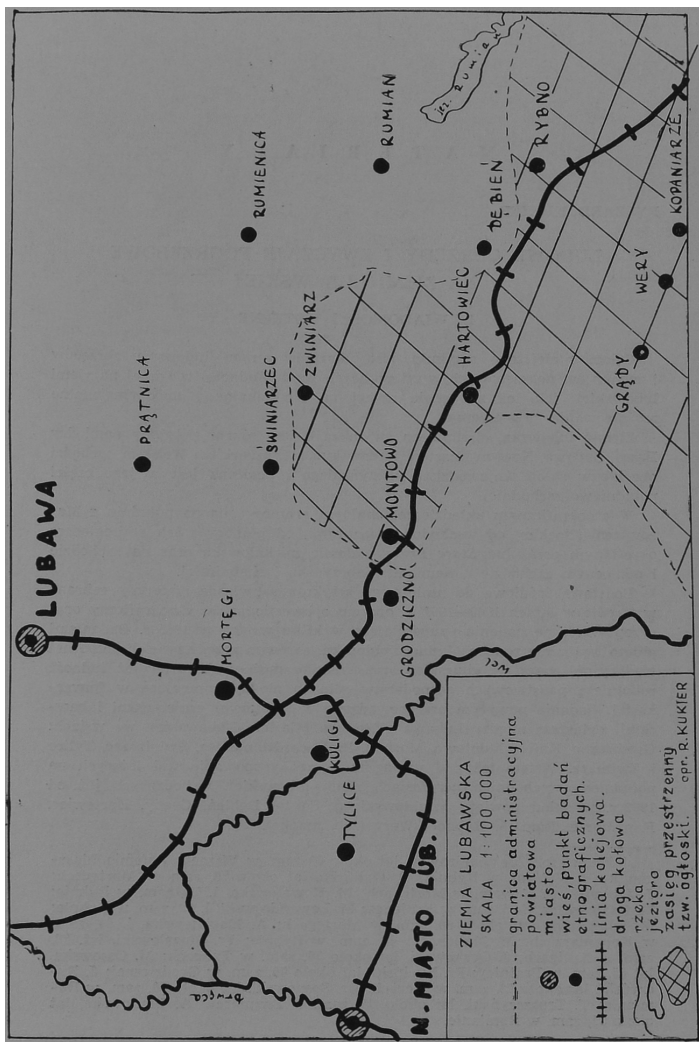 LUBAWA
PRĄTNICA
RUMIENICA
RUMIAN
jez. Rumian
MORTĘGI
ŚWINIARZEC
ZWINIARZ
DĘBIEŃ
RYBNO
KULIGI
TYLICE
GRODZICZNO
MONTOWO
HARTOWIEC
GRĄDY
WERY
KOPANIARZE
Drwęca
Wel
N. MIASTO LUB.
ZIEMIA LUBAWSKA
SKALA 1:100 000
granica administracyjna
powiatowa
miasto.
wieś, punkt badań
etnograficznych.
linia kolejowa.
droga kołowa
rzeka
jezioro
zasięg przestrzenny
tzw. ogłoski. opr. R. KUKIER